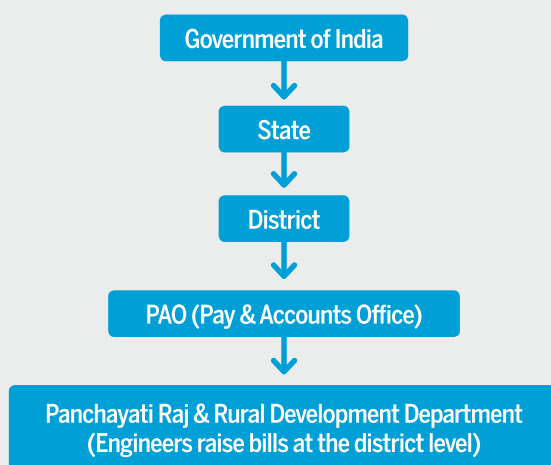 Government of India
State
District
PAO (Pay & Accounts Office)
Panchayati Raj & Rural Development Department
(Engineers raise bills at the district level)